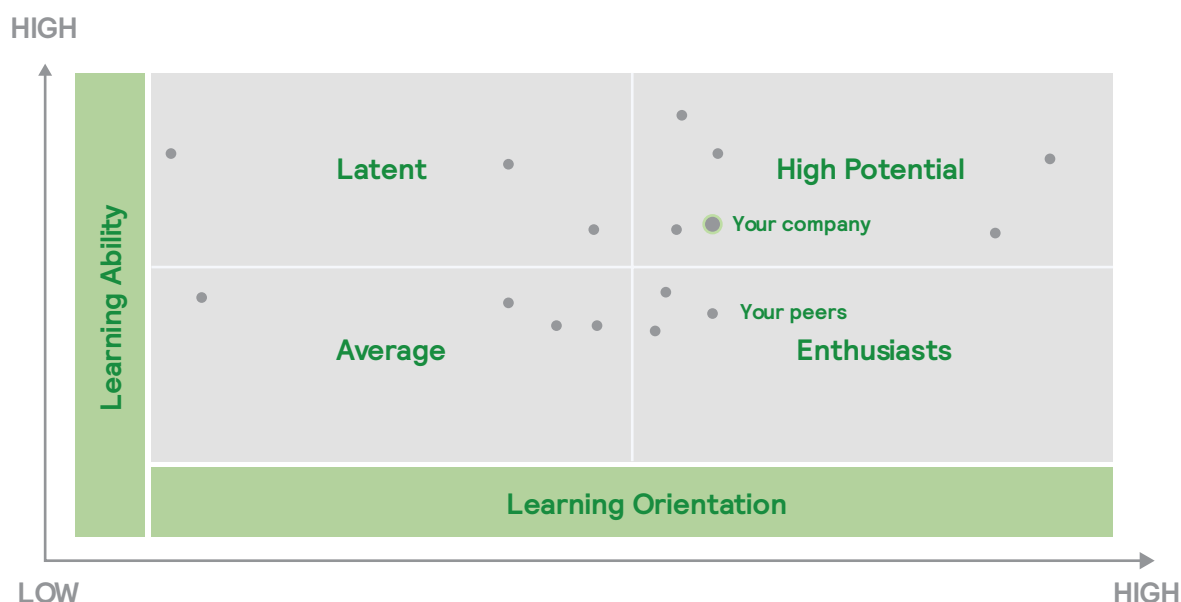 HIGH
Learning Ability
Latent
High Potential
Your company
Your peers
Average
Enthusiasts
Learning Orientation
LOW
HIGH